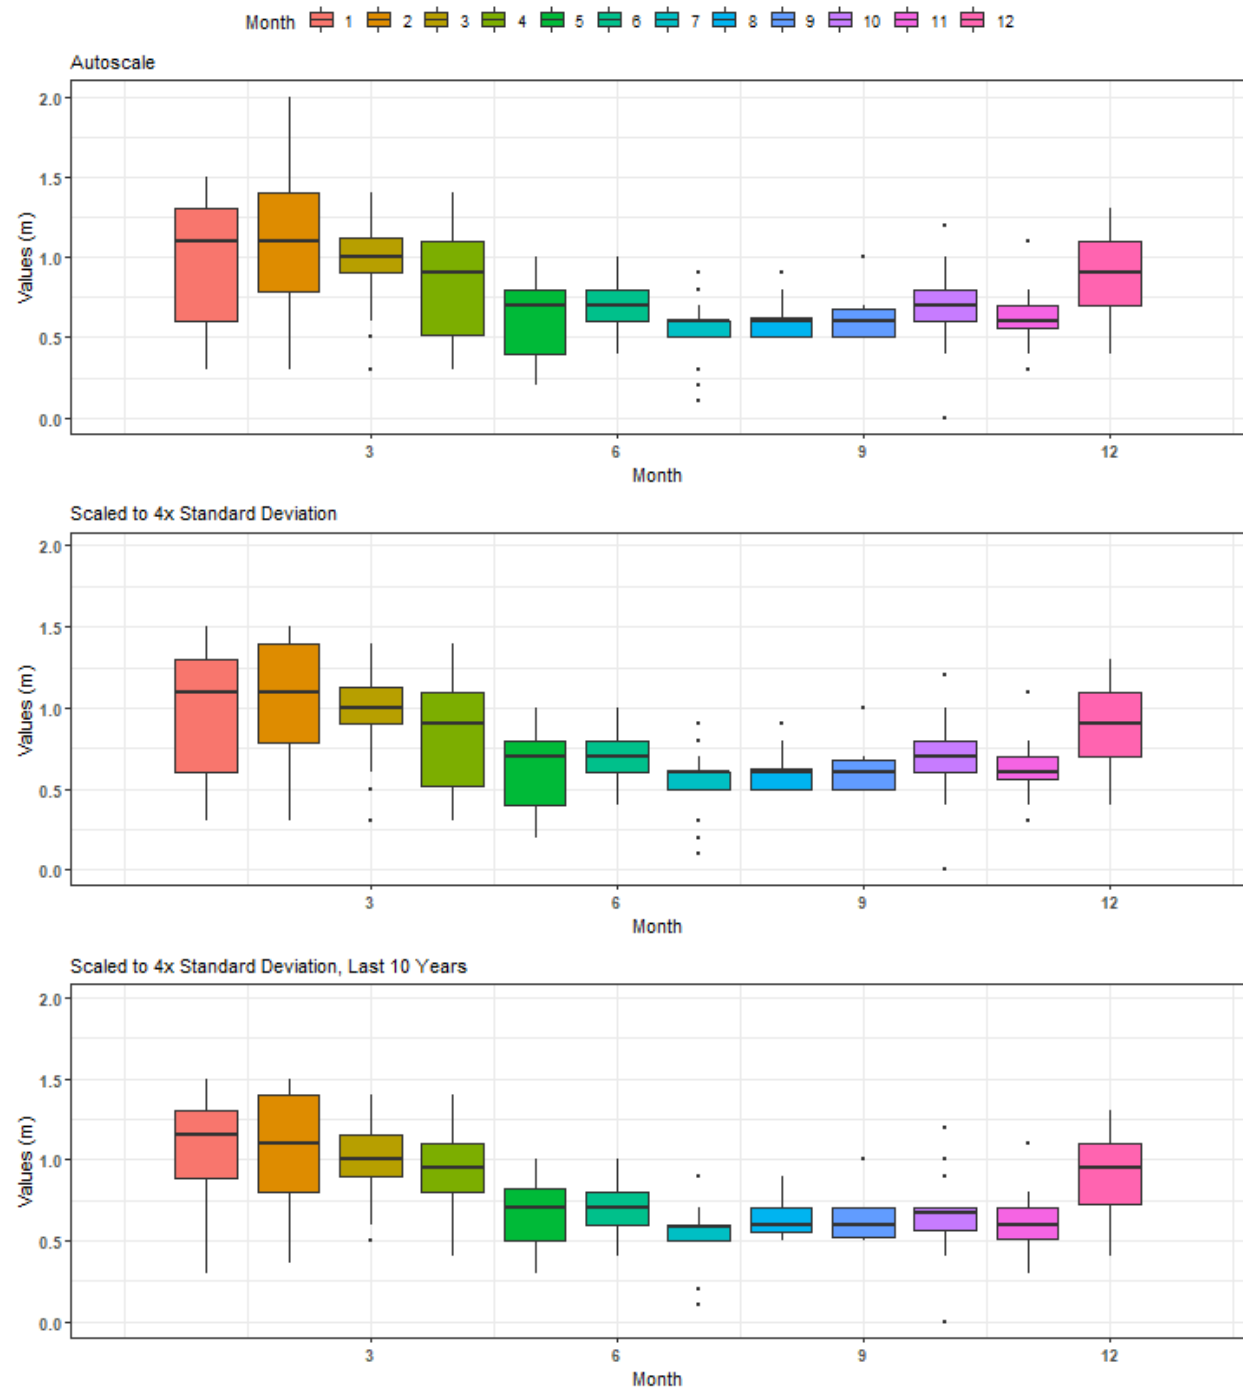 Month 1 2 3 4 5 6 7 8 9 10 11 12
Autoscale
2.0
1.5
1.0
0.5
0.0
Values (m)
3 6 9 12
Month
Scaled to 4x Standard Deviation
2.0
1.5
1.0
0.5
0.0
Values (m)
3 6 9 12
Month
Scaled to 4x Standard Deviation, Last 10 Years
2.0
1.5
1.0
0.5
0.0
Values (m)
3 6 9 12
Month